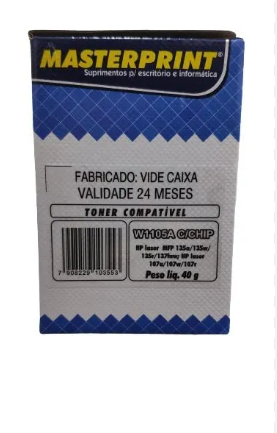 MASTERPRINT®
Suprimentos p/ escritório e informática
FABRICADO: VIDE CAIXA
VALIDADE 24 MESES
TONER COMPATÍVEL
W1105A C/CHIP
HP laser MFP 135a/135w/
135r/137fnw; HP laser
107a/107w/107r
Peso liq. 40 g